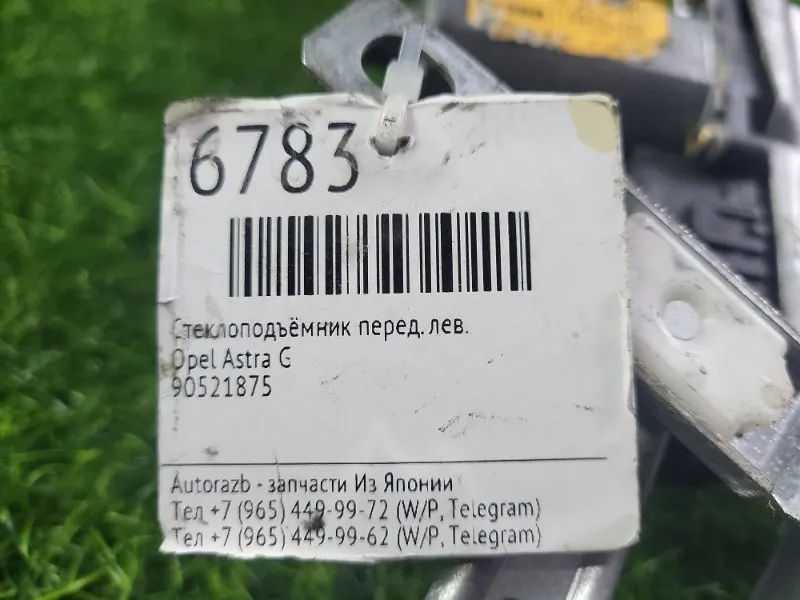 6783
Стеклоподъёмник перед. лев.
Opel Astra G
90521875
Autorazb - запчасти Из Японии
Тел +7 (965) 449-99-72 (W/P, Telegram)
Тел +7 (965) 449-99-62 (W/P, Telegram)